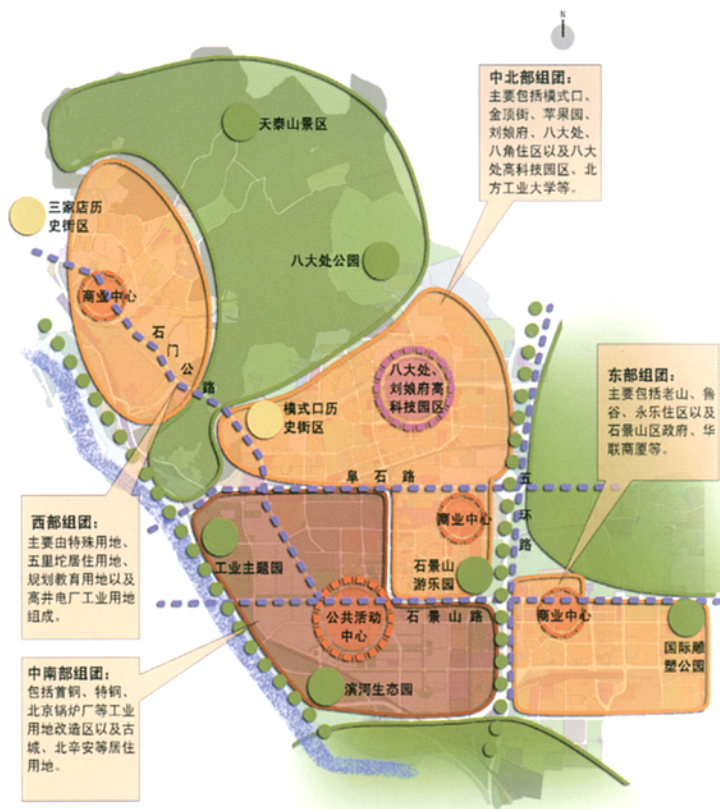 N
中北部组团：
主要包括模式口、
金顶街、苹果园、
刘娘府、八大处、
八角住区以及八大
处高科技园区、北
方工业大学等。
天泰山景区
三家店历
史街区
八大处公园
商业中心
石门公路
八大处、
刘娘府高
科技园区
东部组团：
主要包括老山、鲁
谷、永乐住区以及
石景山区政府、华
联商厦等。
模式口历
史街区
阜石路
五环路
西部组团：
主要由特殊用地、
五里坨居住用地、
规划教育用地以及
高井电厂工业用地
组成。
商业中心
工业主题园
石景山
游乐园
公共活动
中心
石景山路
商业中心
国际雕
塑公园
中南部组团：
包括首钢、特钢、
北京锅炉厂等工业
用地改造区以及古
城、北辛安等居住
用地。
滨河生态园